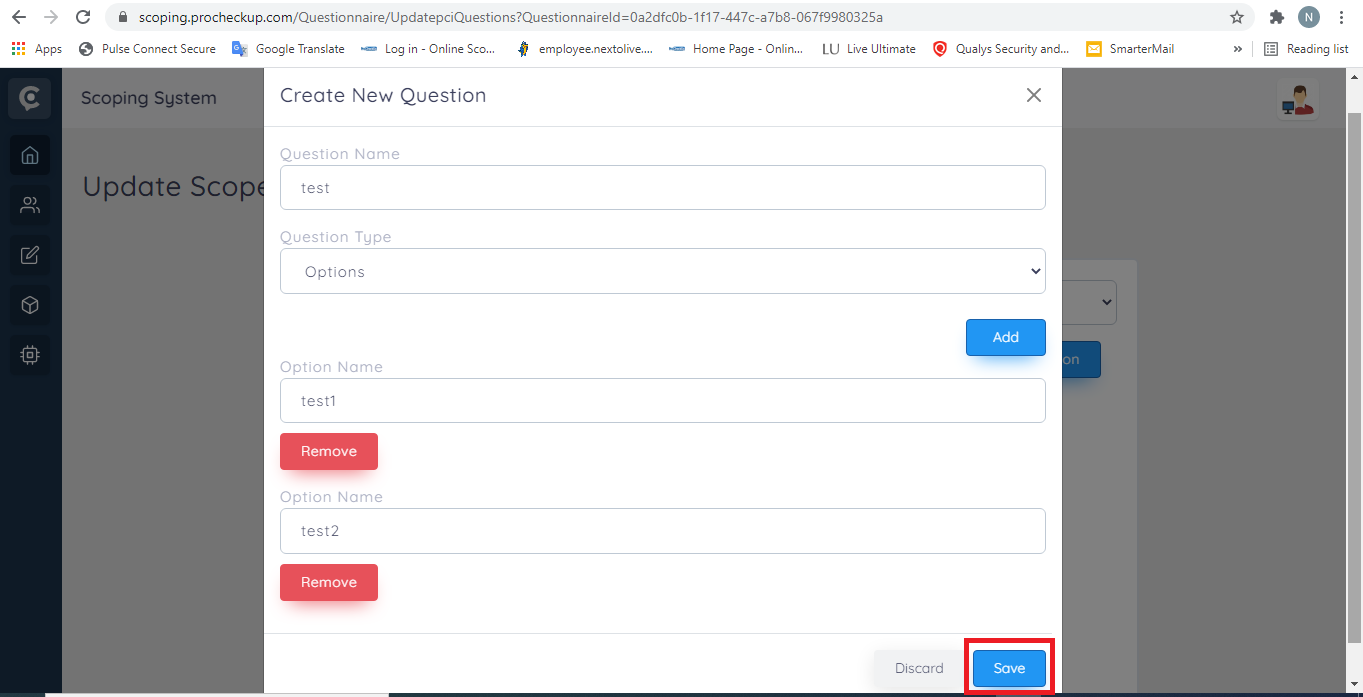 scoping.procheckup.com/Questionnaire/UpdatepciQuestions?QuestionnaireId=0a2dfc0b-1f17-447c-a7b8-067f9980325a
N
Apps Pulse Connect Secure Google Translate Log in - Online Sco... employee.nextolive.... Home Page - Onlin... LU Live Ultimate Qualys Security and... SmarterMail » Reading list
Scoping System
Create New Question
Update Scope
Question Name
test
Question Type
Options
Add
on
Option Name
test1
Remove
Option Name
test2
Remove
Discard Save